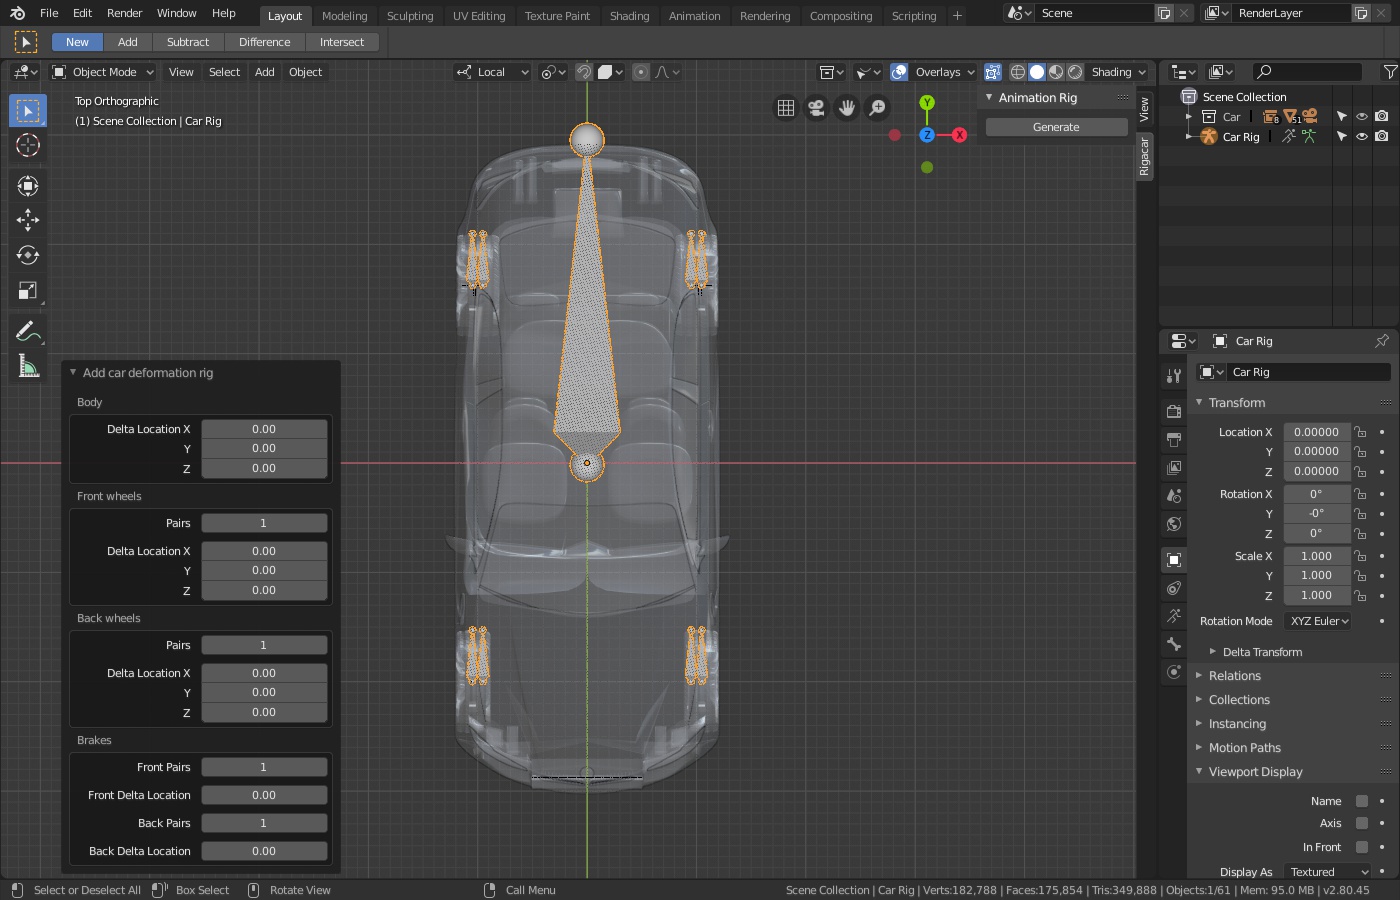 File Edit Render Window Help Layout Modeling Sculpting UV Editing Texture Paint Shading Animation Rendering Compositing Scripting + Scene RenderLayer
New Add Subtract Difference Intersect
Object Mode View Select Add Object Local Overlays Shading
Top Orthographic
(1) Scene Collection | Car Rig
Y
Z
X
Animation Rig
Generate
View
Rigacar
Scene Collection
Car 8 51
Car Rig
Add car deformation rig
Body
Delta Location X 0.00
Y 0.00
Z 0.00
Front wheels
Pairs 1
Delta Location X 0.00
Y 0.00
Z 0.00
Back wheels
Pairs 1
Delta Location X 0.00
Y 0.00
Z 0.00
Brakes
Front Pairs 1
Front Delta Location 0.00
Back Pairs 1
Back Delta Location 0.00
Car Rig
Car Rig
Transform
Location X 0.00000
Y 0.00000
Z 0.00000
Rotation X 0°
Y -0°
Z 0°
Scale X 1.000
Y 1.000
Z 1.000
Rotation Mode XYZ Euler
Delta Transform
Relations
Collections
Instancing
Motion Paths
Viewport Display
Name
Axis
In Front
Display As Textured
Select or Deselect All Box Select Rotate View Call Menu Scene Collection | Car Rig | Verts:182,788 | Faces:175,854 | Tris:349,888 | Objects:1/61 | Mem: 95.0 MB | v2.80.45